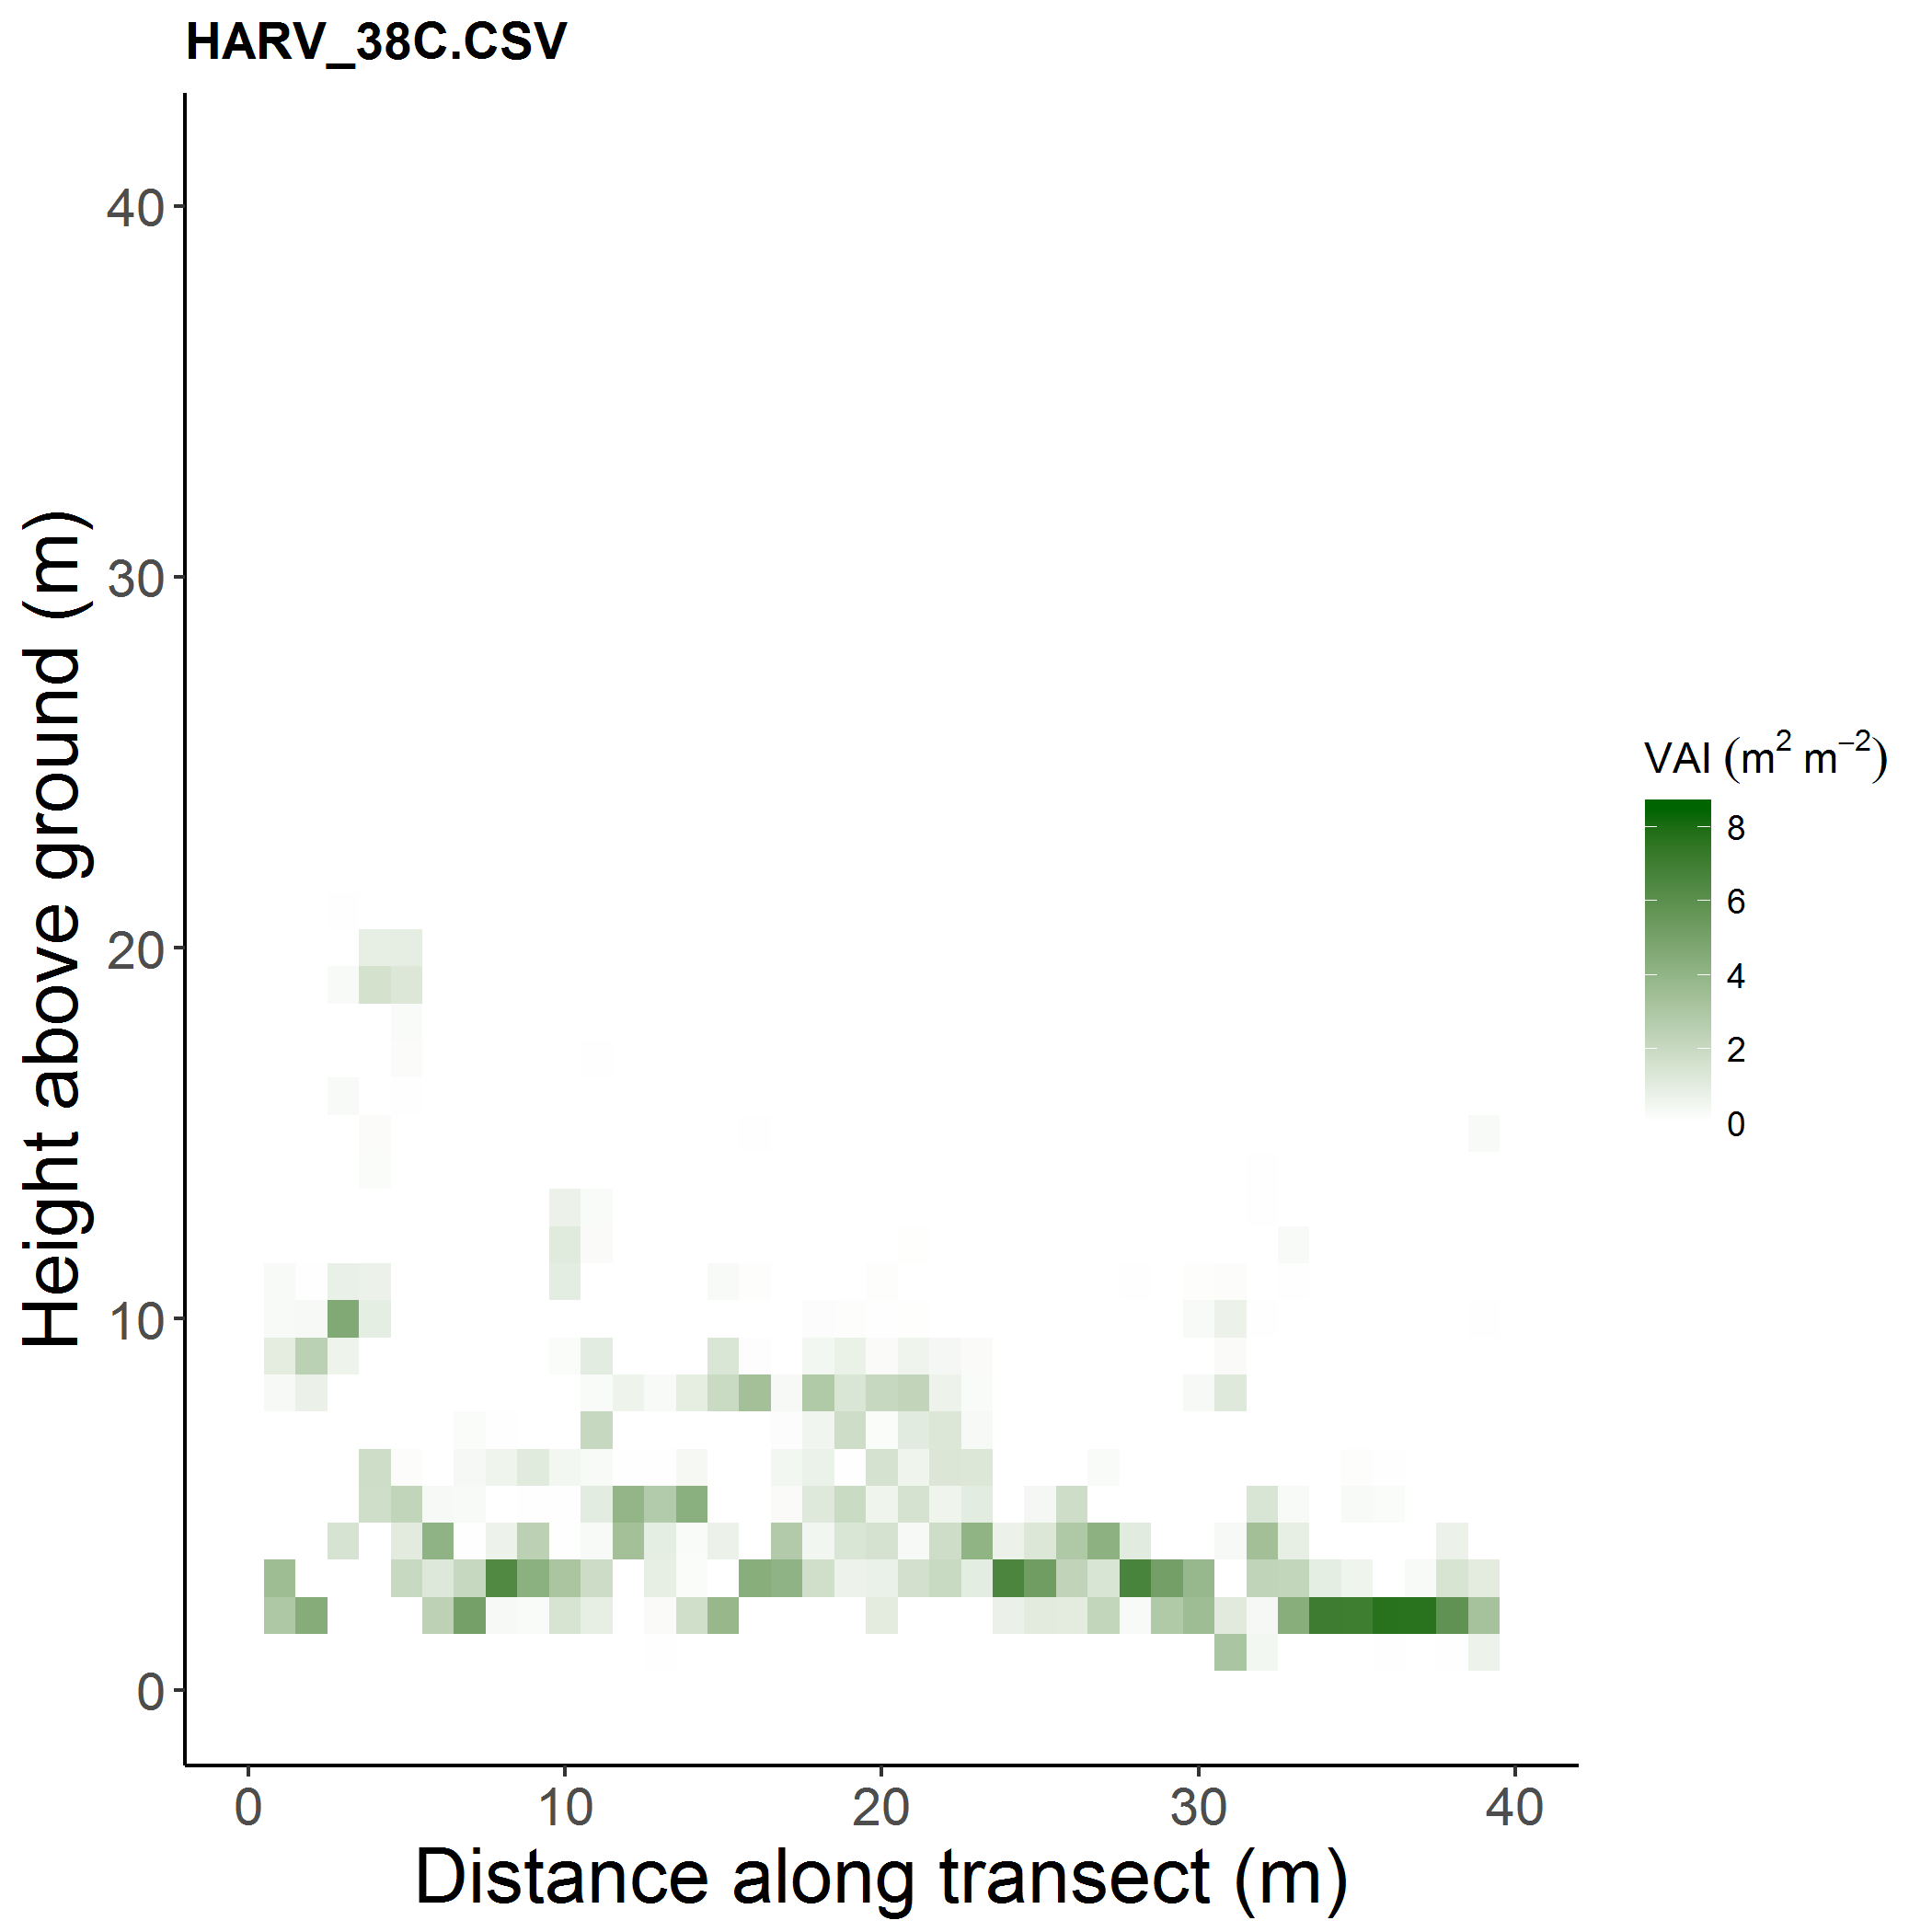 HARV_38C.CSV
Height above ground (m)
40
30
20
10
0
0 10 20 30 40
Distance along transect (m)
VAI (m² m⁻²)
8
6
4
2
0